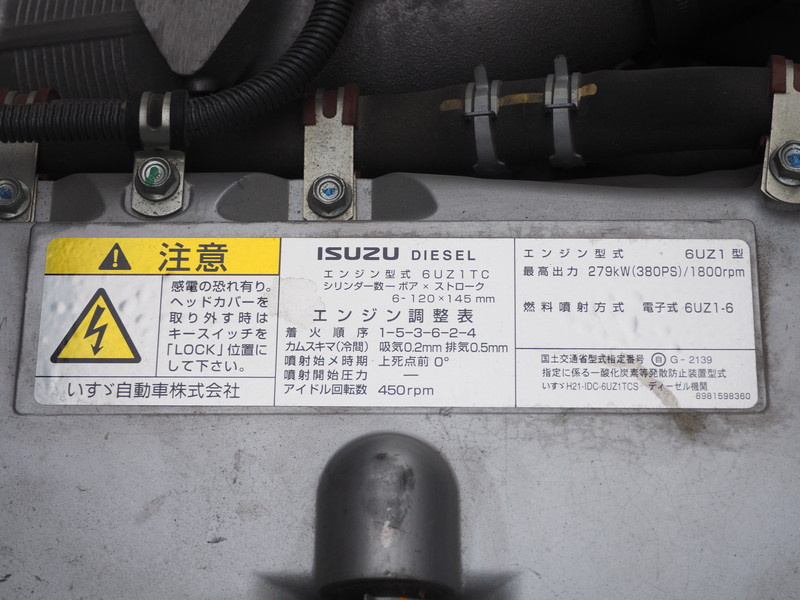 注意
感電の恐れ有り。
ヘッドカバーを
取り外す時は
キースイッチを
「LOCK」位置に
して下さい。
いすゞ自動車株式会社
ISUZU DIESEL
エンジン型式 6UZ1TC
シリンダ数ーボア × ストローク
6-120×145mm
エンジン調整表
着火順序 1-5-3-6-2-4
カムスキマ(冷間) 吸気0.2mm 排気0.5mm
噴射始メ時期 上死点前 0°
噴射開始圧力 —
アイドル回転数 450rpm
エンジン型式 6UZ1型
最高出力 279kW(380PS)/1800rpm
燃料噴射方式 電子式 6UZ1-6
国土交通省型式指定番号 自 G-2139
指定に係る一酸化炭素等発散防止装置型式
いすゞH21-IDC-6UZ1TCS ディーゼル機関
8981598360